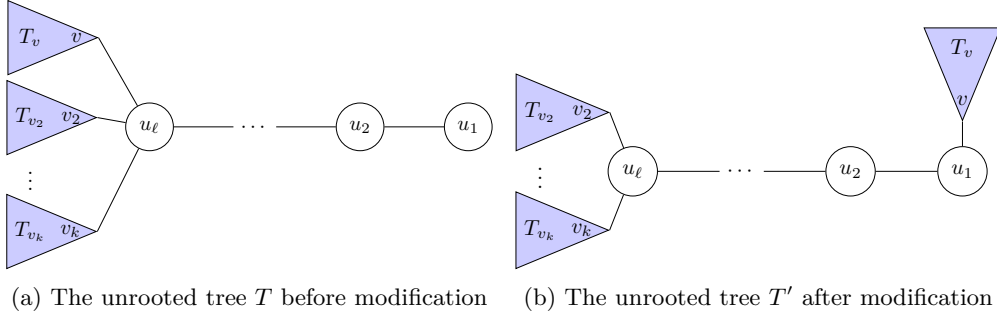 T_v v
T_{v_2} v_2
⋮
T_{v_k} v_k
u_ℓ ⋯ u_2 u_1
(a) The unrooted tree T before modification
T_v
v
T_{v_2} v_2
⋮
T_{v_k} v_k
u_ℓ ⋯ u_2 u_1
(b) The unrooted tree T′ after modification